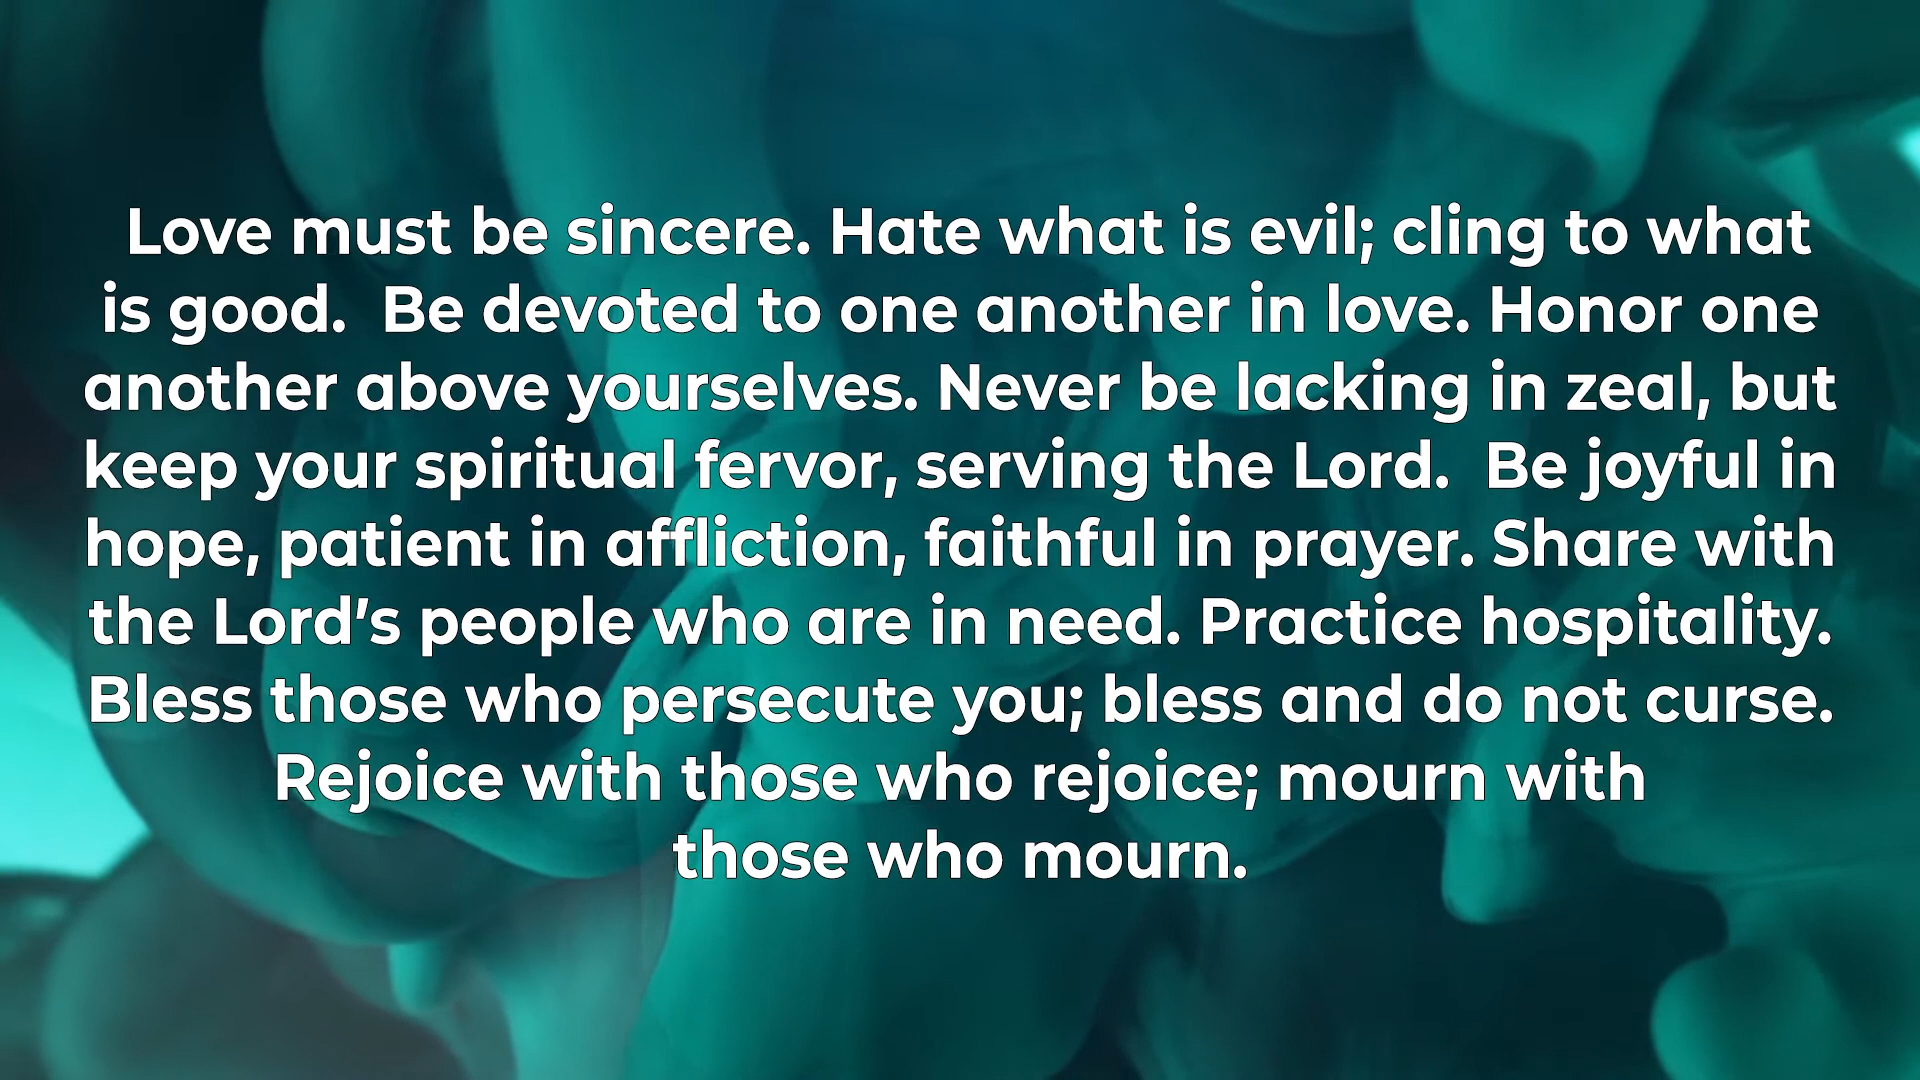 Love must be sincere. Hate what is evil; cling to what
is good.  Be devoted to one another in love. Honor one
another above yourselves. Never be lacking in zeal, but
keep your spiritual fervor, serving the Lord.  Be joyful in
hope, patient in affliction, faithful in prayer. Share with
the Lord’s people who are in need. Practice hospitality.
Bless those who persecute you; bless and do not curse.
Rejoice with those who rejoice; mourn with
those who mourn.